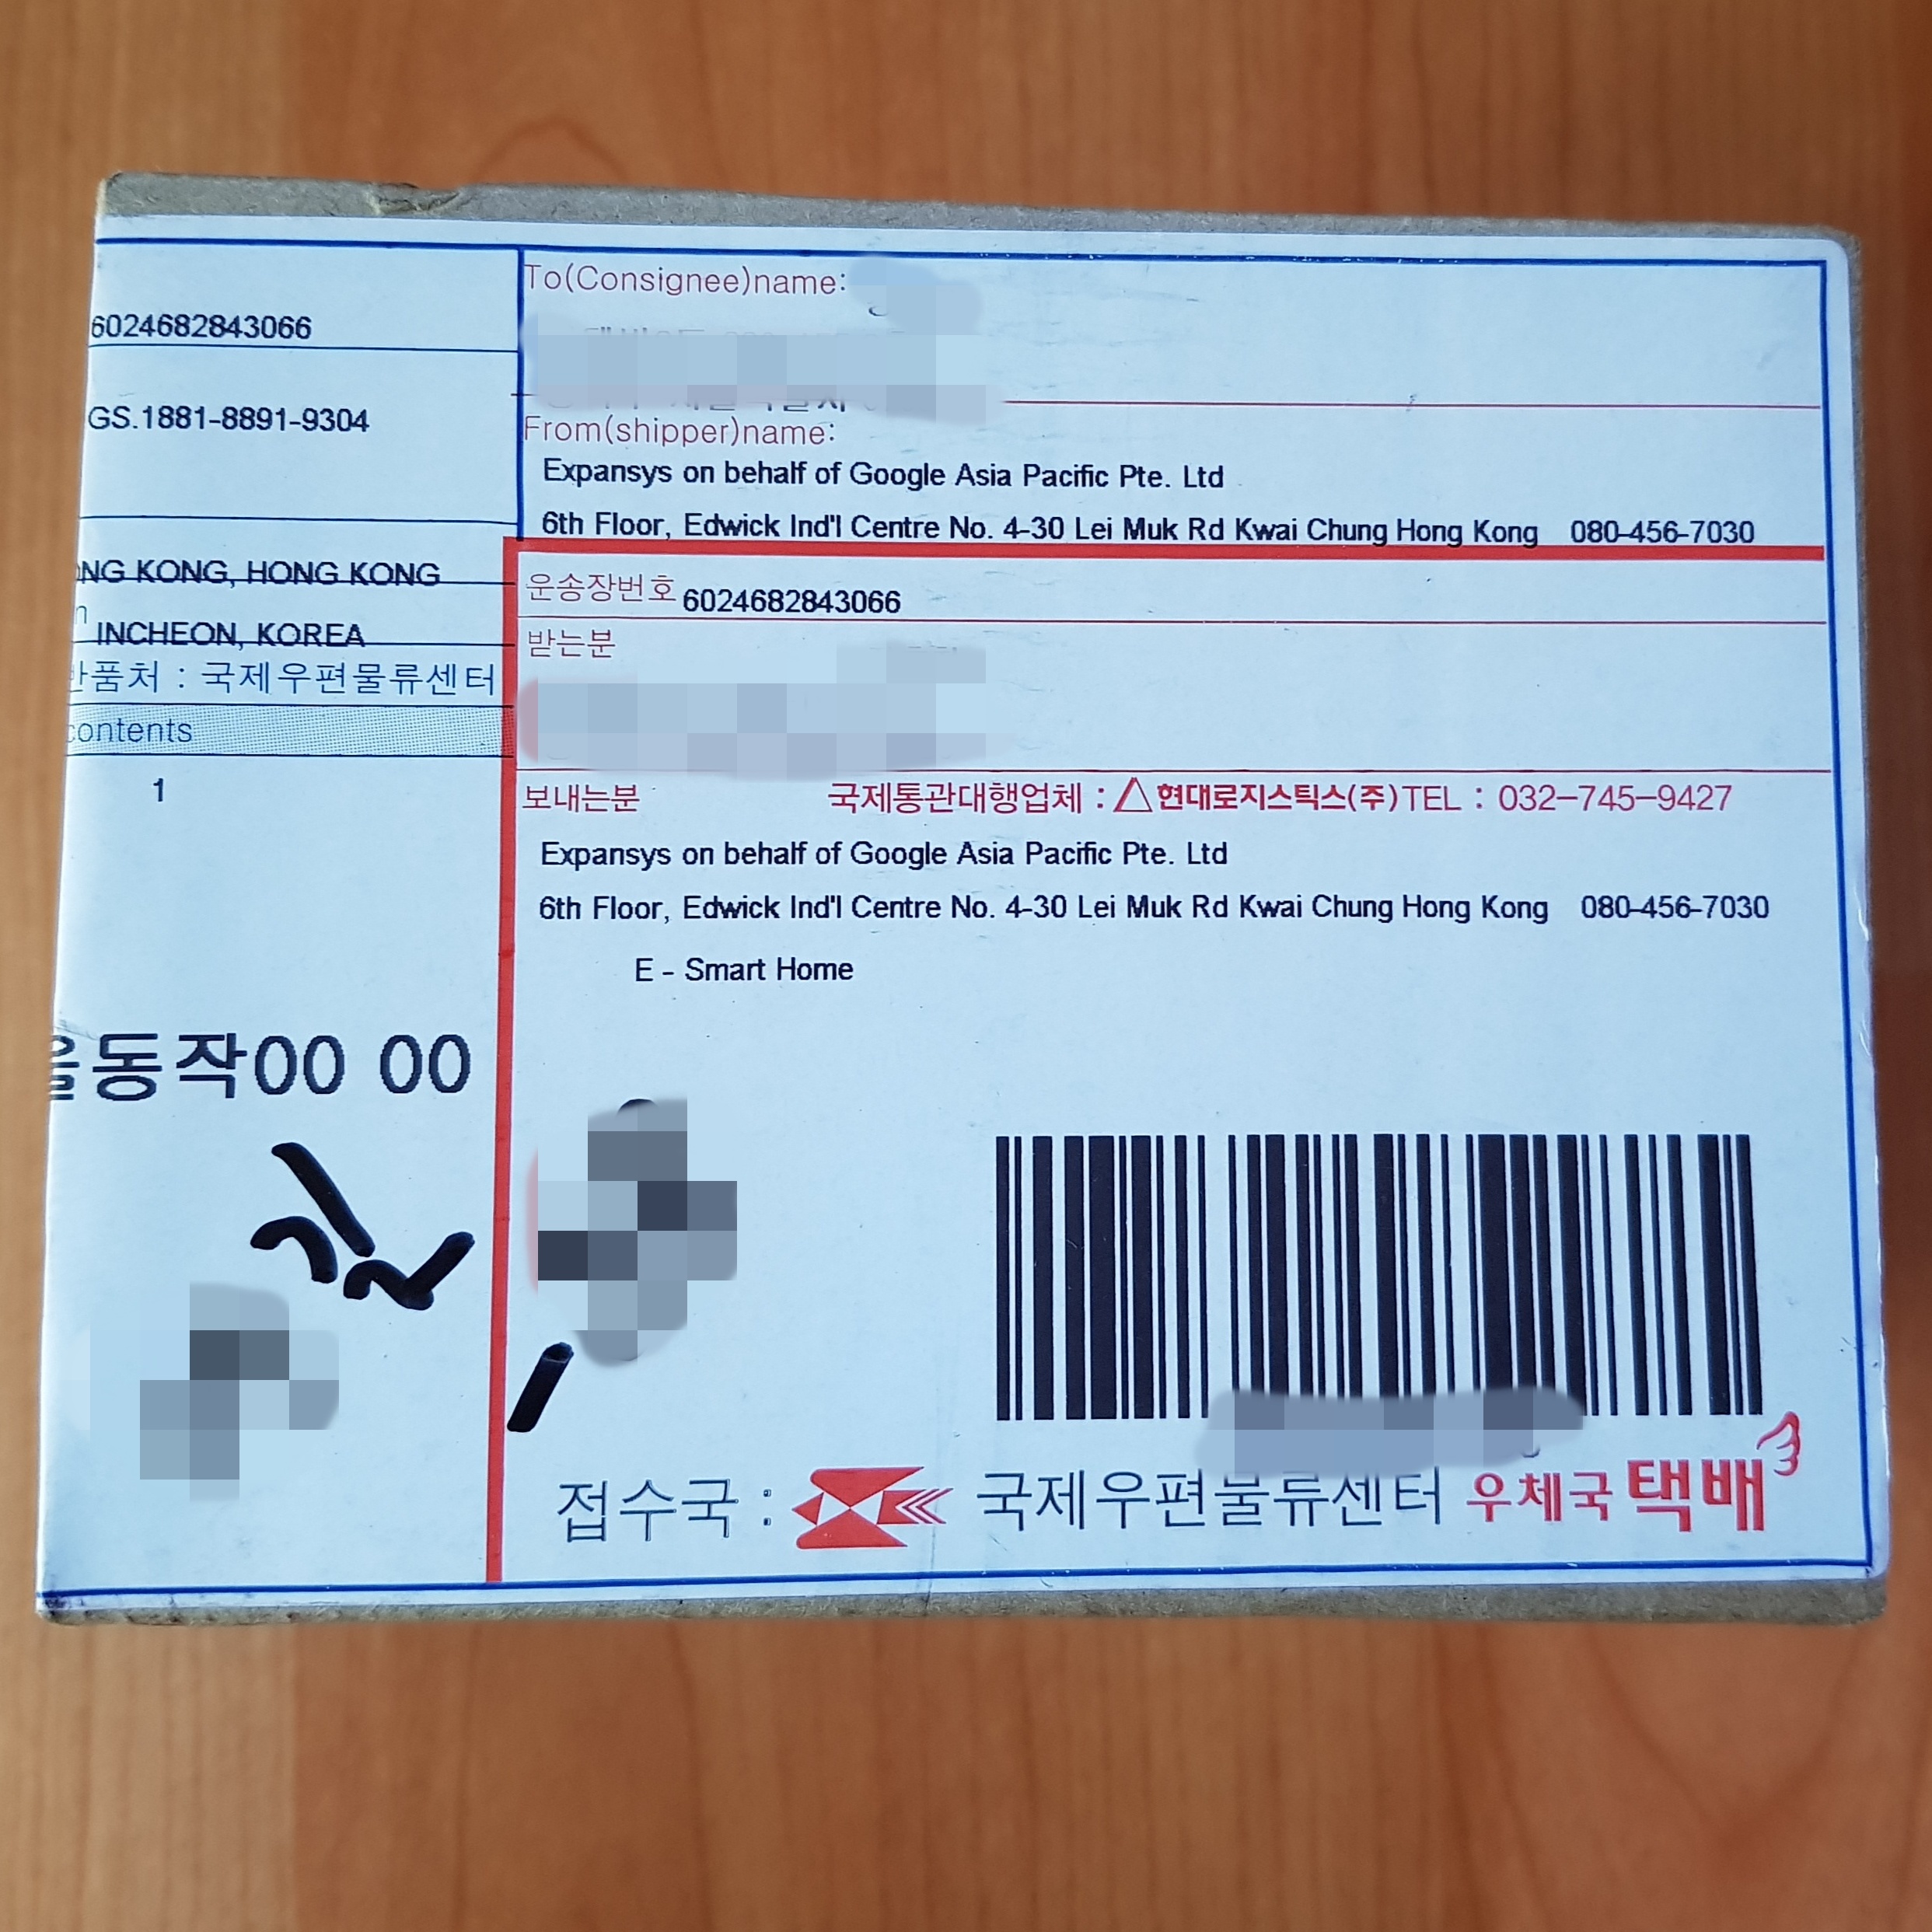 6024682843066
GS.1881-8891-9304
NG KONG, HONG KONG
INCHEON, KOREA
품처 : 국제우편물류센터
contents
1
동작00 00
To(Consignee)name:
From(shipper)name:
Expansys on behalf of Google Asia Pacific Pte. Ltd
6th Floor, Edwick Ind'l Centre No. 4-30 Lei Muk Rd Kwai Chung Hong Kong 080-456-7030
운송장번호 6024682843066
받는분
보내는분 국제통관대행업체 : 현대로지스틱스(주) TEL : 032-745-9427
Expansys on behalf of Google Asia Pacific Pte. Ltd
6th Floor, Edwick Ind'l Centre No. 4-30 Lei Muk Rd Kwai Chung Hong Kong 080-456-7030
E - Smart Home
접수국 : 국제우편물류센터 우체국 택배